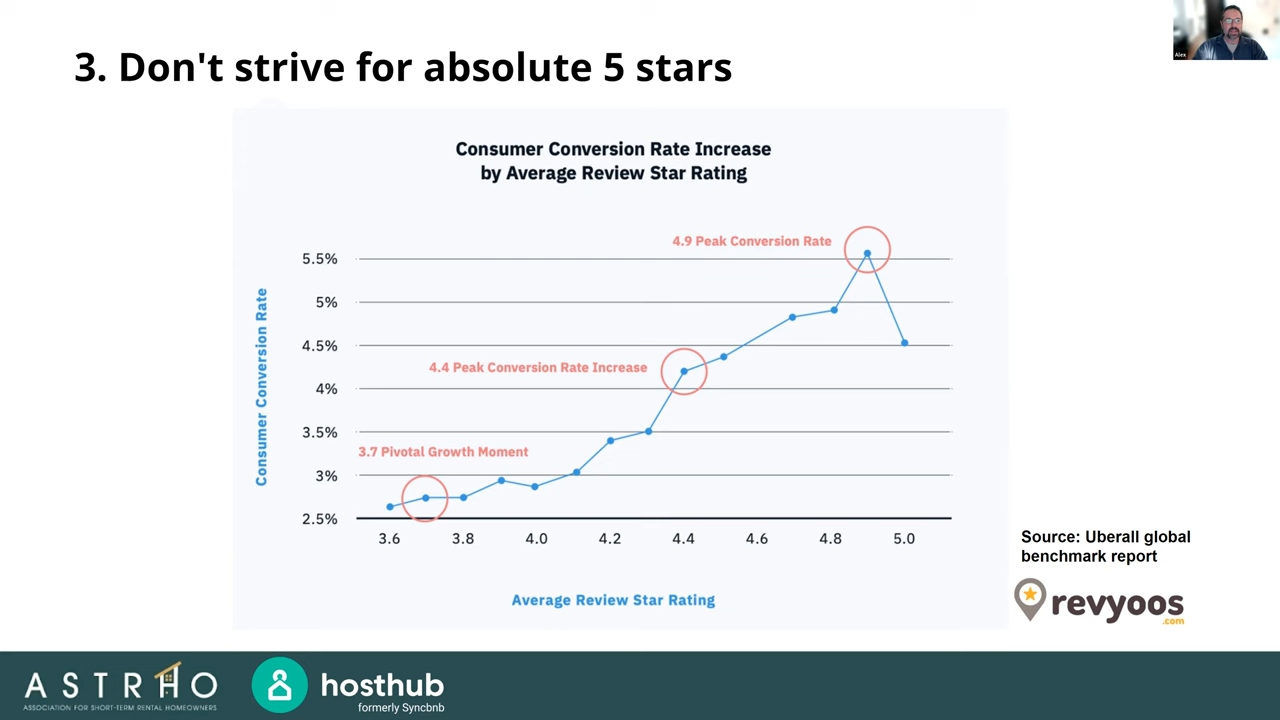 3. Don't strive for absolute 5 stars
Alex
Consumer Conversion Rate Increase
by Average Review Star Rating
4.9 Peak Conversion Rate
5.5%
5%
4.5%
4.4 Peak Conversion Rate Increase
4%
3.5%
3.7 Pivotal Growth Moment
3%
2.5%
Consumer Conversion Rate
3.6 3.8 4.0 4.2 4.4 4.6 4.8 5.0
Average Review Star Rating
Source: Uberall global
benchmark report
revyoos
.com
ASTRHO
ASSOCIATION FOR SHORT-TERM RENTAL HOMEOWNERS
hosthub
formerly Syncbnb